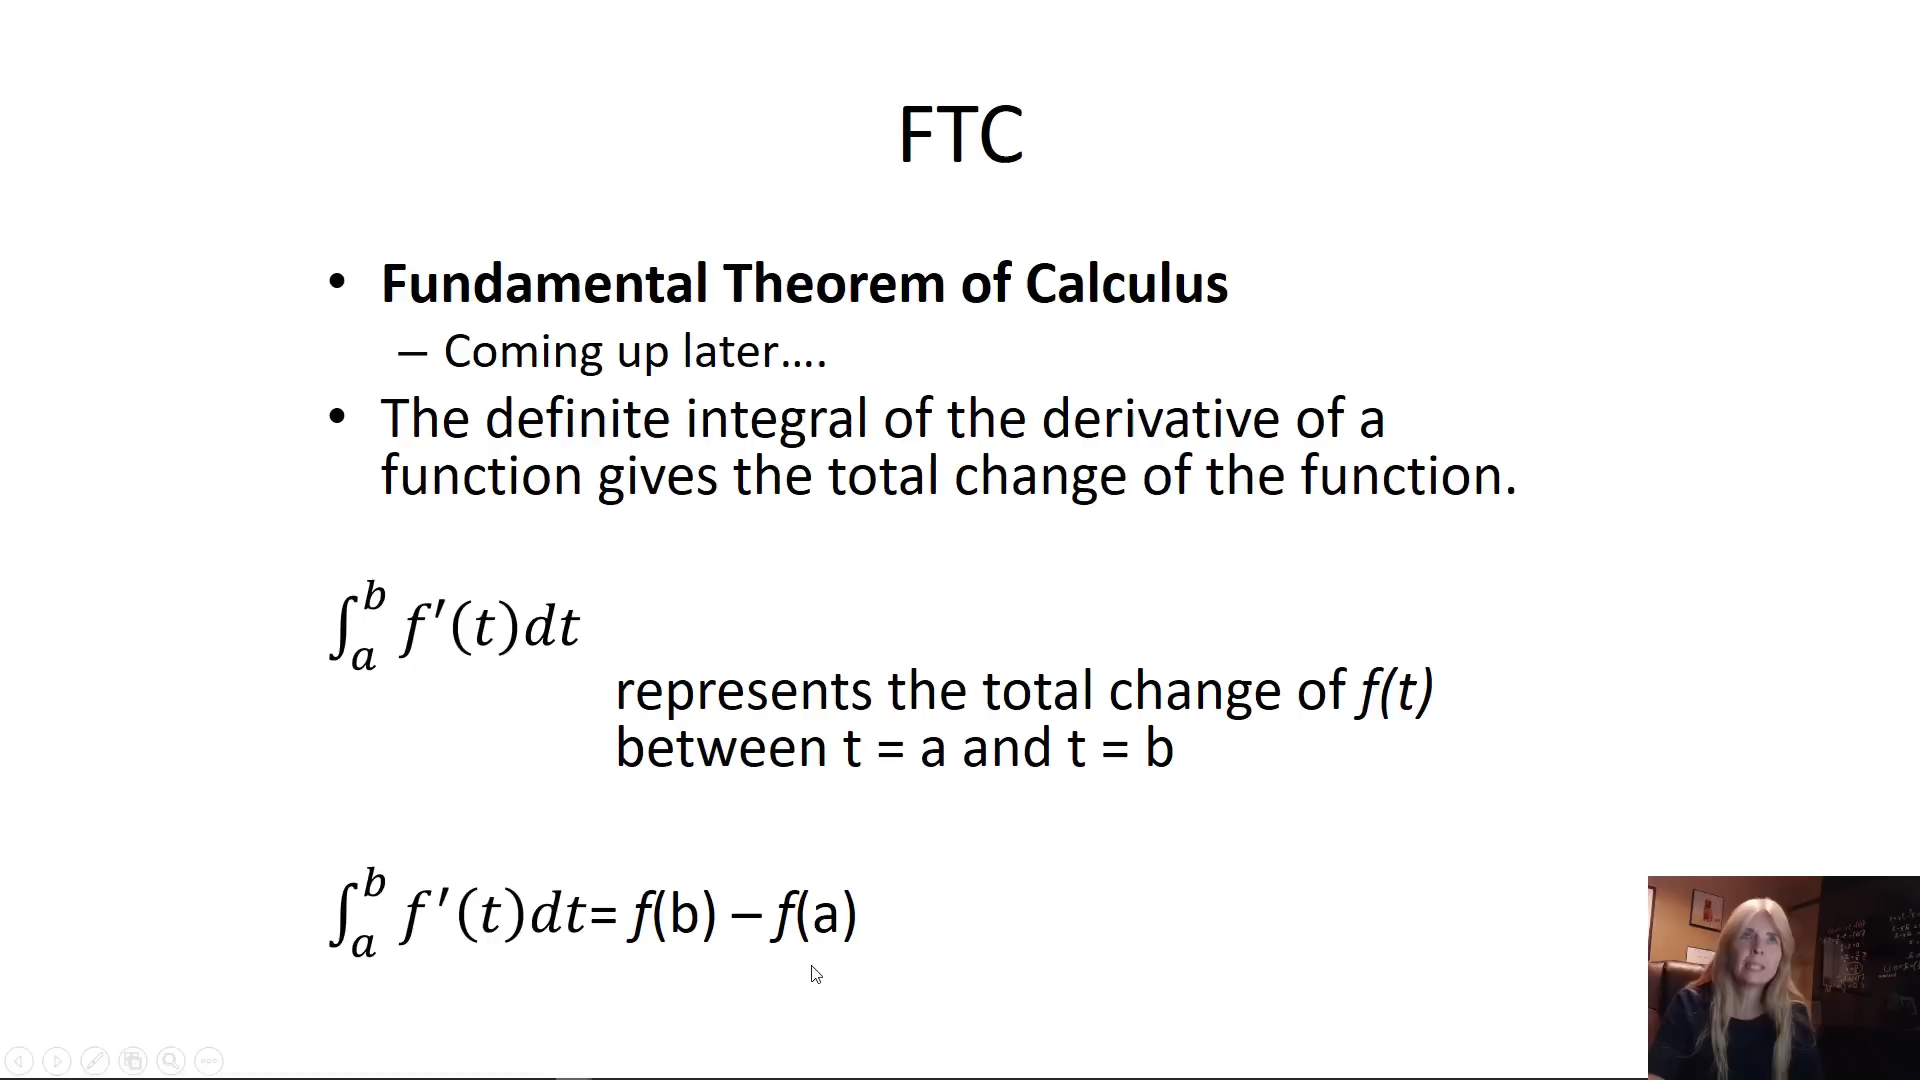 FTC
• Fundamental Theorem of Calculus
– Coming up later....
• The definite integral of the derivative of a
function gives the total change of the function.
∫_a^b f′(t)dt
represents the total change of f(t)
between t = a and t = b
∫_a^b f′(t)dt= f(b) – f(a)